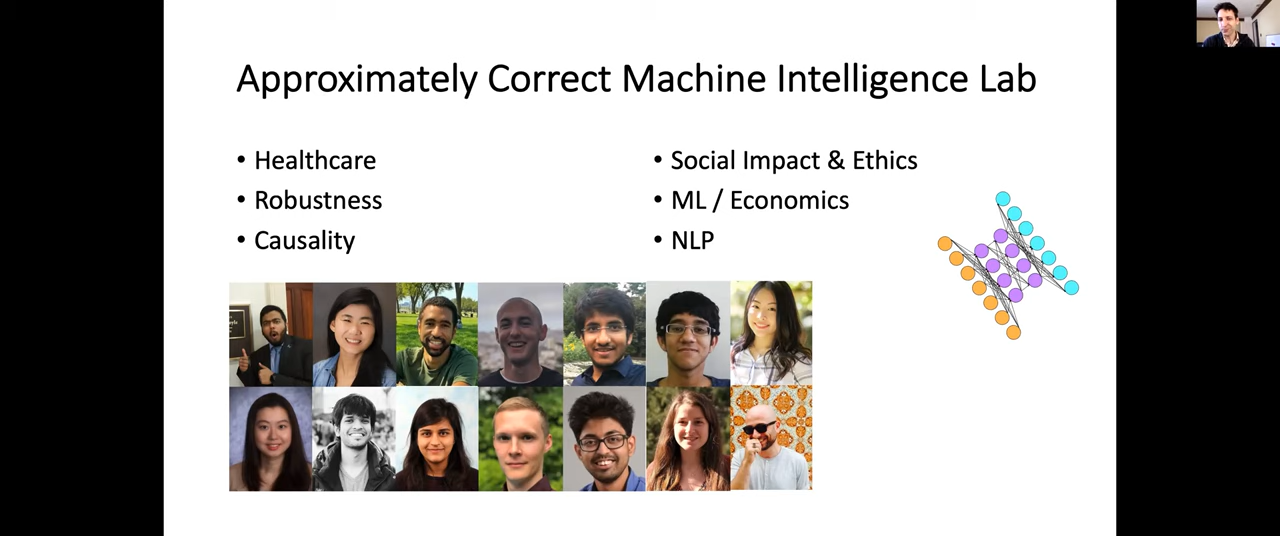 Approximately Correct Machine Intelligence Lab
• Healthcare
• Robustness
• Causality
• Social Impact & Ethics
• ML / Economics
• NLP